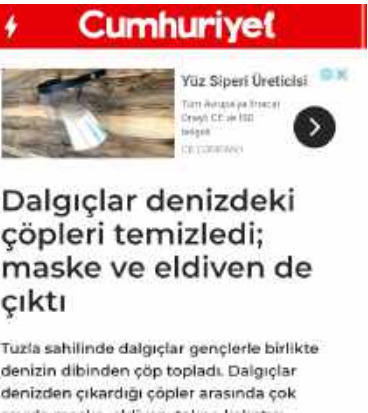 Cumhuriyet
Yüz Siperi Üreticisi
Tüm Avrupa'ya İhracat
Onaylı CE ve ISO
belgeli
Dalgıçlar denizdeki
çöpleri temizledi;
maske ve eldiven de
çıktı
Tuzla sahilinde dalgıçlar gençlerle birlikte
denizin dibinden çöp topladı. Dalgıçlar
denizden çıkardığı çöpler arasında çok